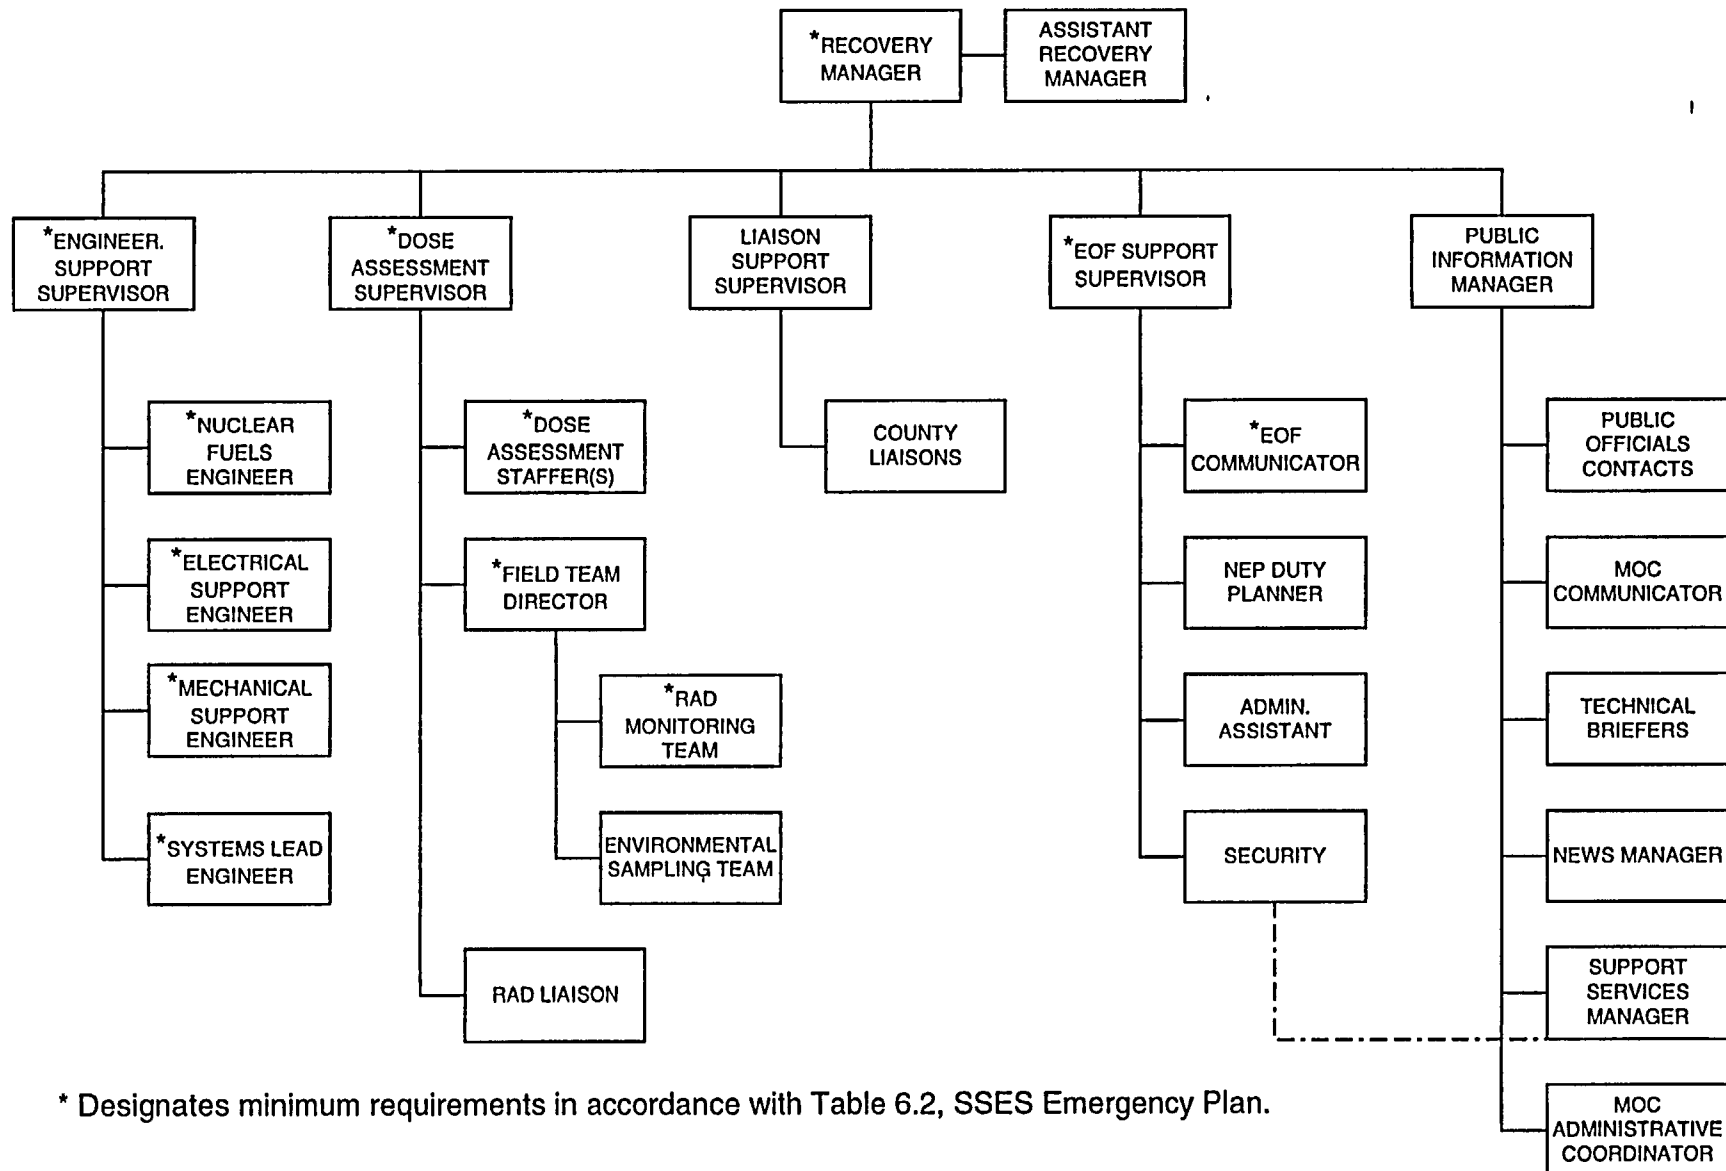 *RECOVERY
MANAGER
ASSISTANT
RECOVERY
MANAGER
*ENGINEER.
SUPPORT
SUPERVISOR
*DOSE
ASSESSMENT
SUPERVISOR
LIAISON
SUPPORT
SUPERVISOR
*EOF SUPPORT
SUPERVISOR
PUBLIC
INFORMATION
MANAGER
*NUCLEAR
FUELS
ENGINEER
*ELECTRICAL
SUPPORT
ENGINEER
*MECHANICAL
SUPPORT
ENGINEER
*SYSTEMS LEAD
ENGINEER
*DOSE
ASSESSMENT
STAFFER(S)
*FIELD TEAM
DIRECTOR
*RAD
MONITORING
TEAM
ENVIRONMENTAL
SAMPLING TEAM
RAD LIAISON
COUNTY
LIAISONS
*EOF
COMMUNICATOR
NEP DUTY
PLANNER
ADMIN.
ASSISTANT
SECURITY
PUBLIC
OFFICIALS
CONTACTS
MOC
COMMUNICATOR
TECHNICAL
BRIEFERS
NEWS MANAGER
SUPPORT
SERVICES
MANAGER
MOC
ADMINISTRATIVE
COORDINATOR
* Designates minimum requirements in accordance with Table 6.2, SSES Emergency Plan.